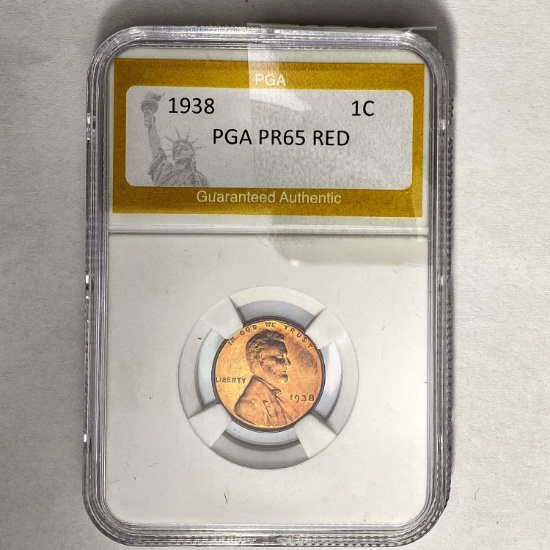 PGA
1938 1C
PGA PR65 RED
Guaranteed Authentic
IN GOD WE TRUST
LIBERTY
1938